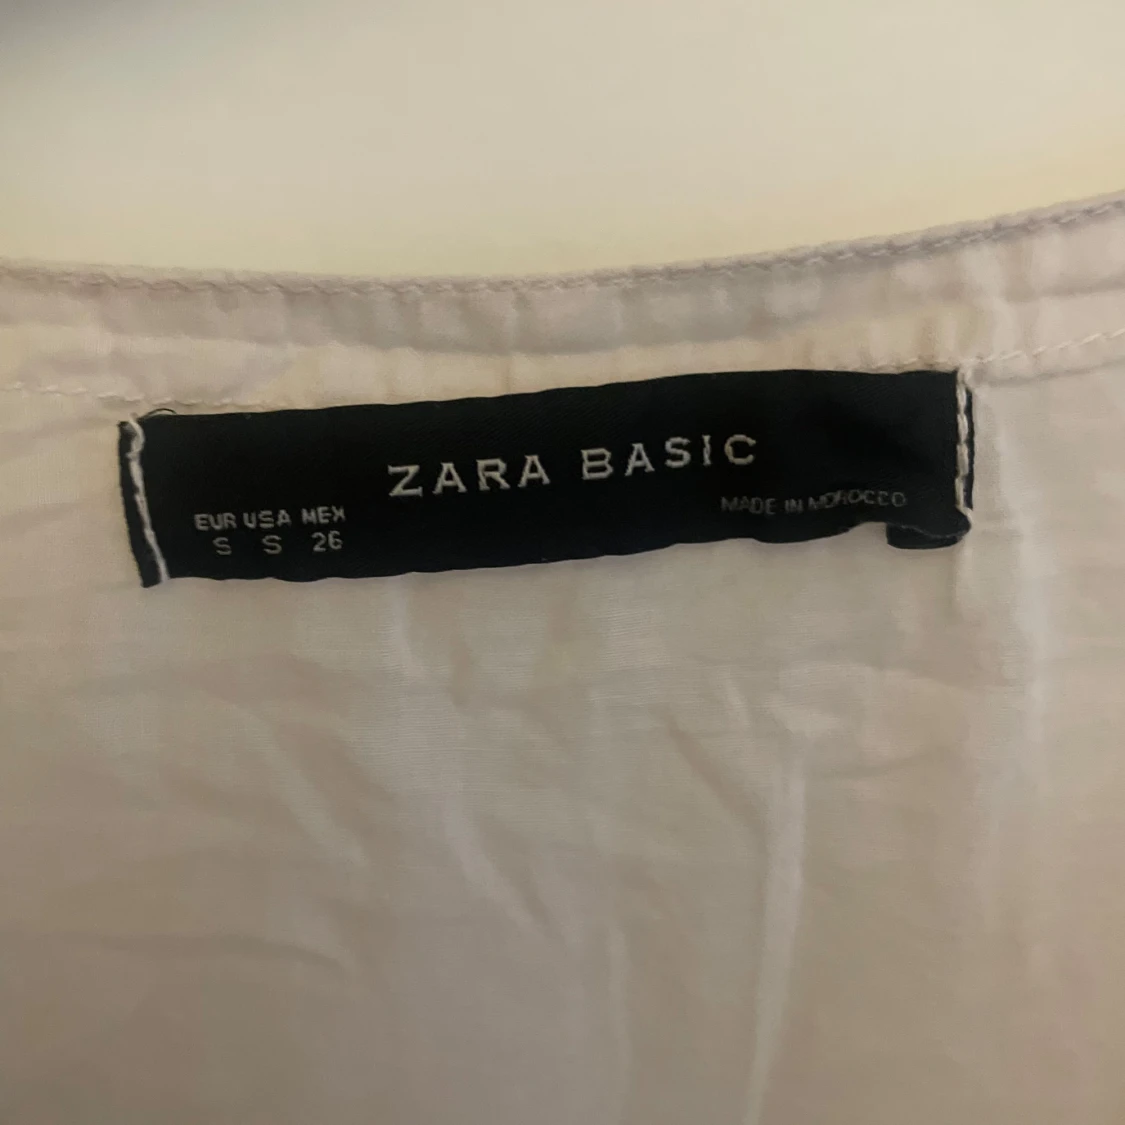 ZARA BASIC
EUR USA MEX
S S 26
MADE IN MOROCCO